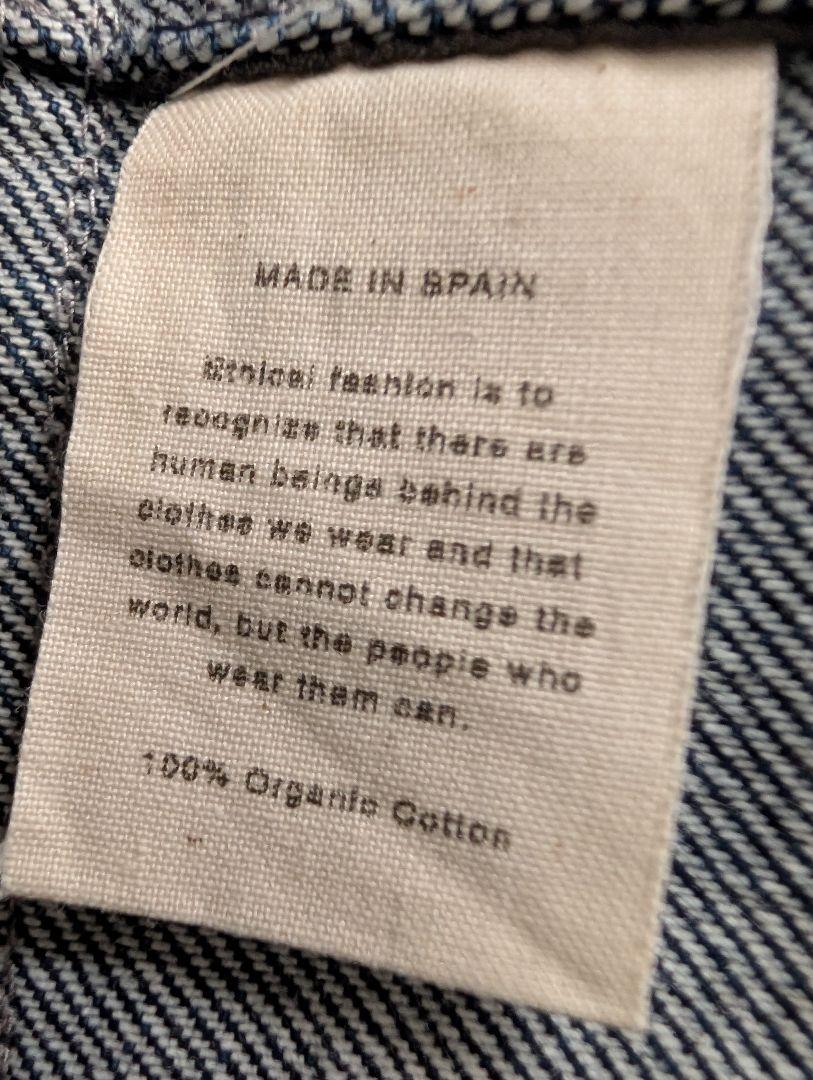 MADE IN SPAIN
Ethical fashion is to
recognize that there are
human beings behind the
clothes we wear and that
clothes cannot change the
world, but the people who
wear them can.
100% Organic Cotton